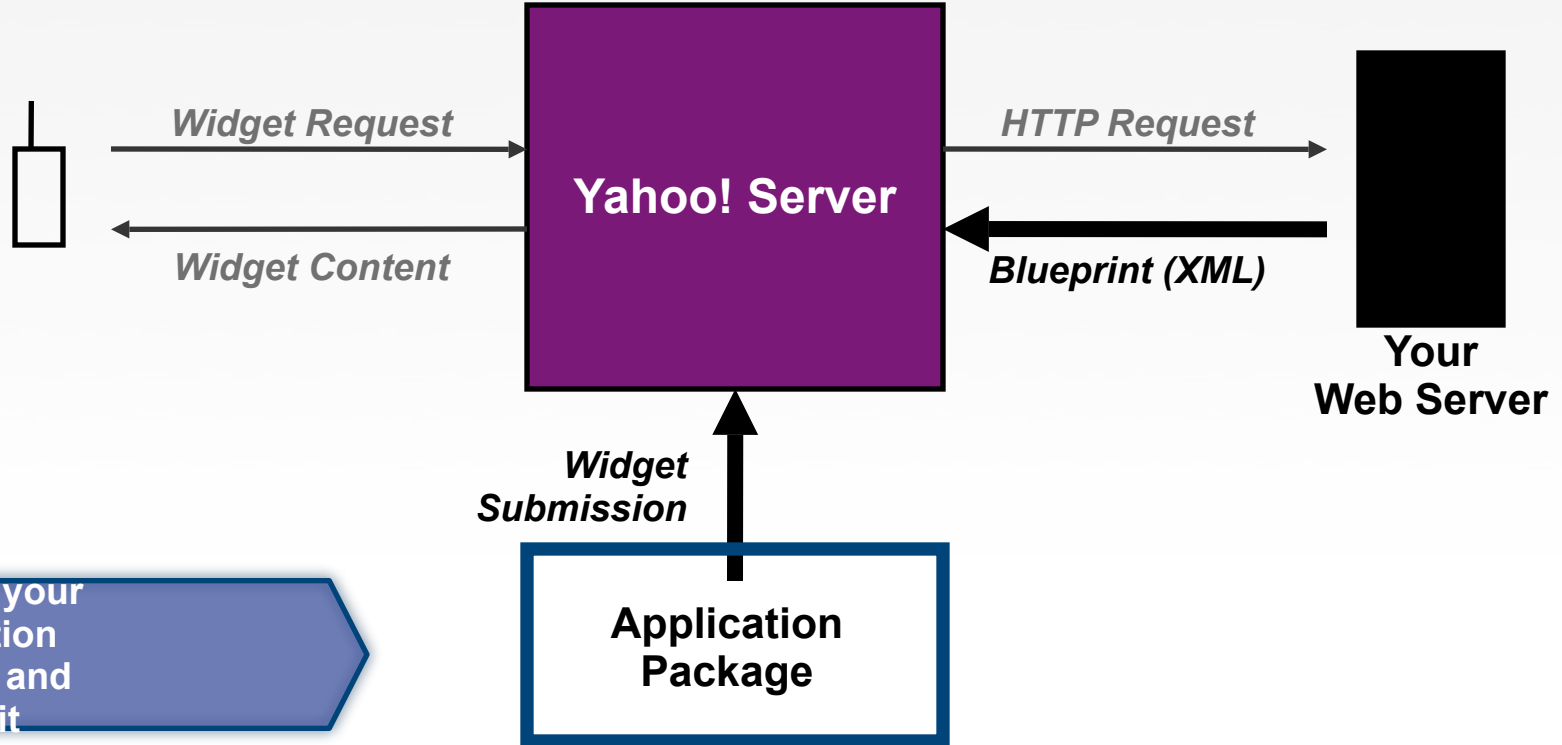 Widget Request
HTTP Request
Yahoo! Server
Widget Content
Blueprint (XML)
Your
Web Server
Widget
Submission
Application
Package
your
tion
and
it